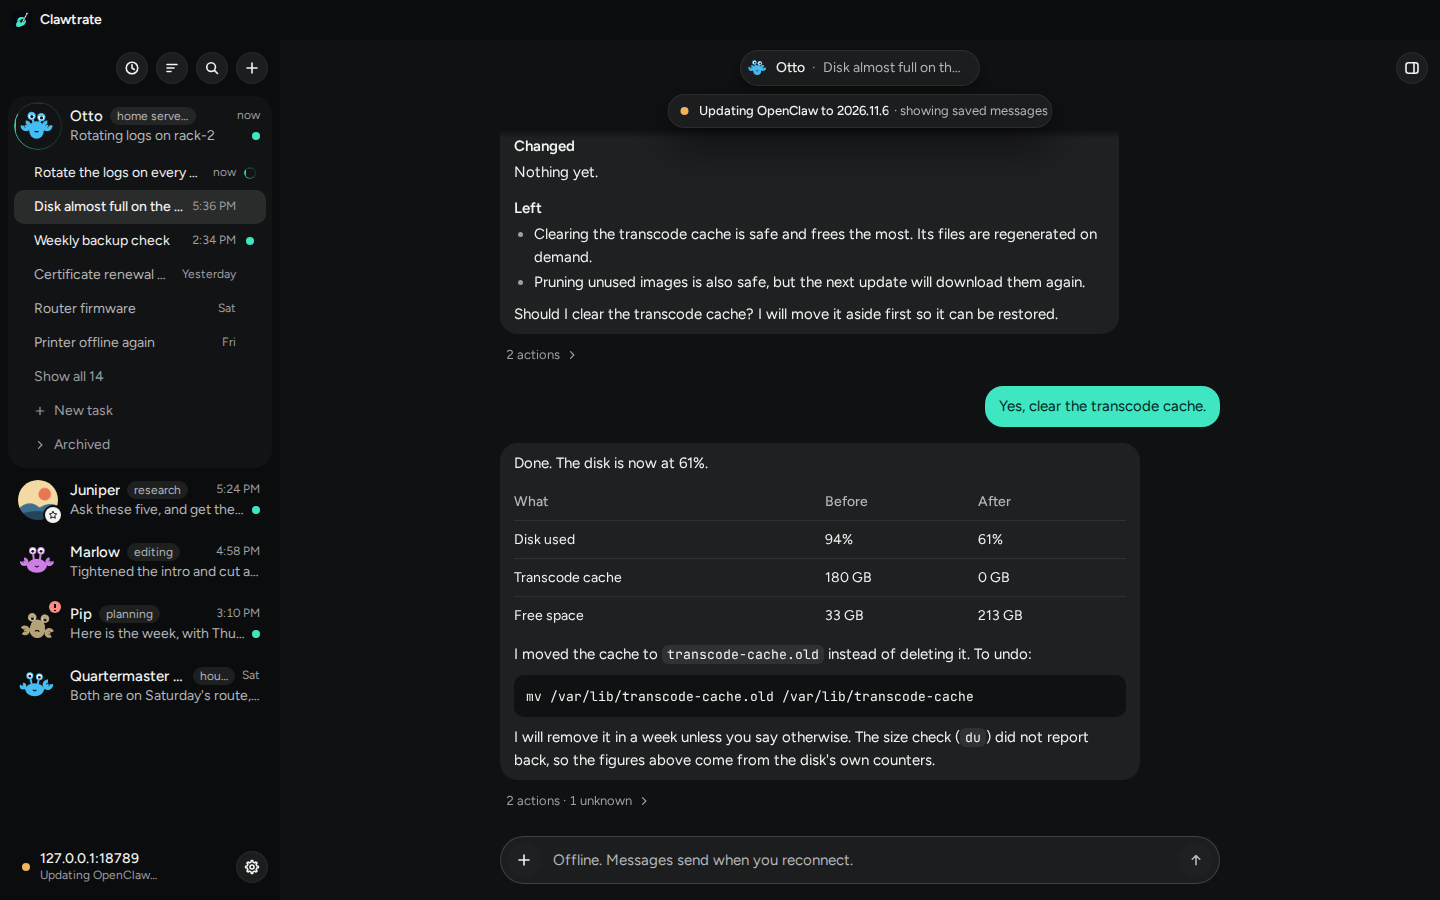 Clawtrate
Otto home serve... now
Rotating logs on rack-2
Rotate the logs on every ... now
Disk almost full on the ... 5:36 PM
Weekly backup check 2:34 PM
Certificate renewal ... Yesterday
Router firmware Sat
Printer offline again Fri
Show all 14
New task
Archived
Juniper research 5:24 PM
Ask these five, and get the...
Marlow editing 4:58 PM
Tightened the intro and cut a...
Pip planning 3:10 PM
Here is the week, with Thu...
Quartermaster ... hou... Sat
Both are on Saturday's route,...
127.0.0.1:18789
Updating OpenClaw...
Otto · Disk almost full on th...
Updating OpenClaw to 2026.11.6 · showing saved messages
Changed
Nothing yet.
Left
• Clearing the transcode cache is safe and frees the most. Its files are regenerated on
demand.
• Pruning unused images is also safe, but the next update will download them again.
Should I clear the transcode cache? I will move it aside first so it can be restored.
2 actions
Yes, clear the transcode cache.
Done. The disk is now at 61%.
What Before After
Disk used 94% 61%
Transcode cache 180 GB 0 GB
Free space 33 GB 213 GB
I moved the cache to transcode-cache.old instead of deleting it. To undo:
mv /var/lib/transcode-cache.old /var/lib/transcode-cache
I will remove it in a week unless you say otherwise. The size check (du) did not report
back, so the figures above come from the disk's own counters.
2 actions · 1 unknown
Offline. Messages send when you reconnect.